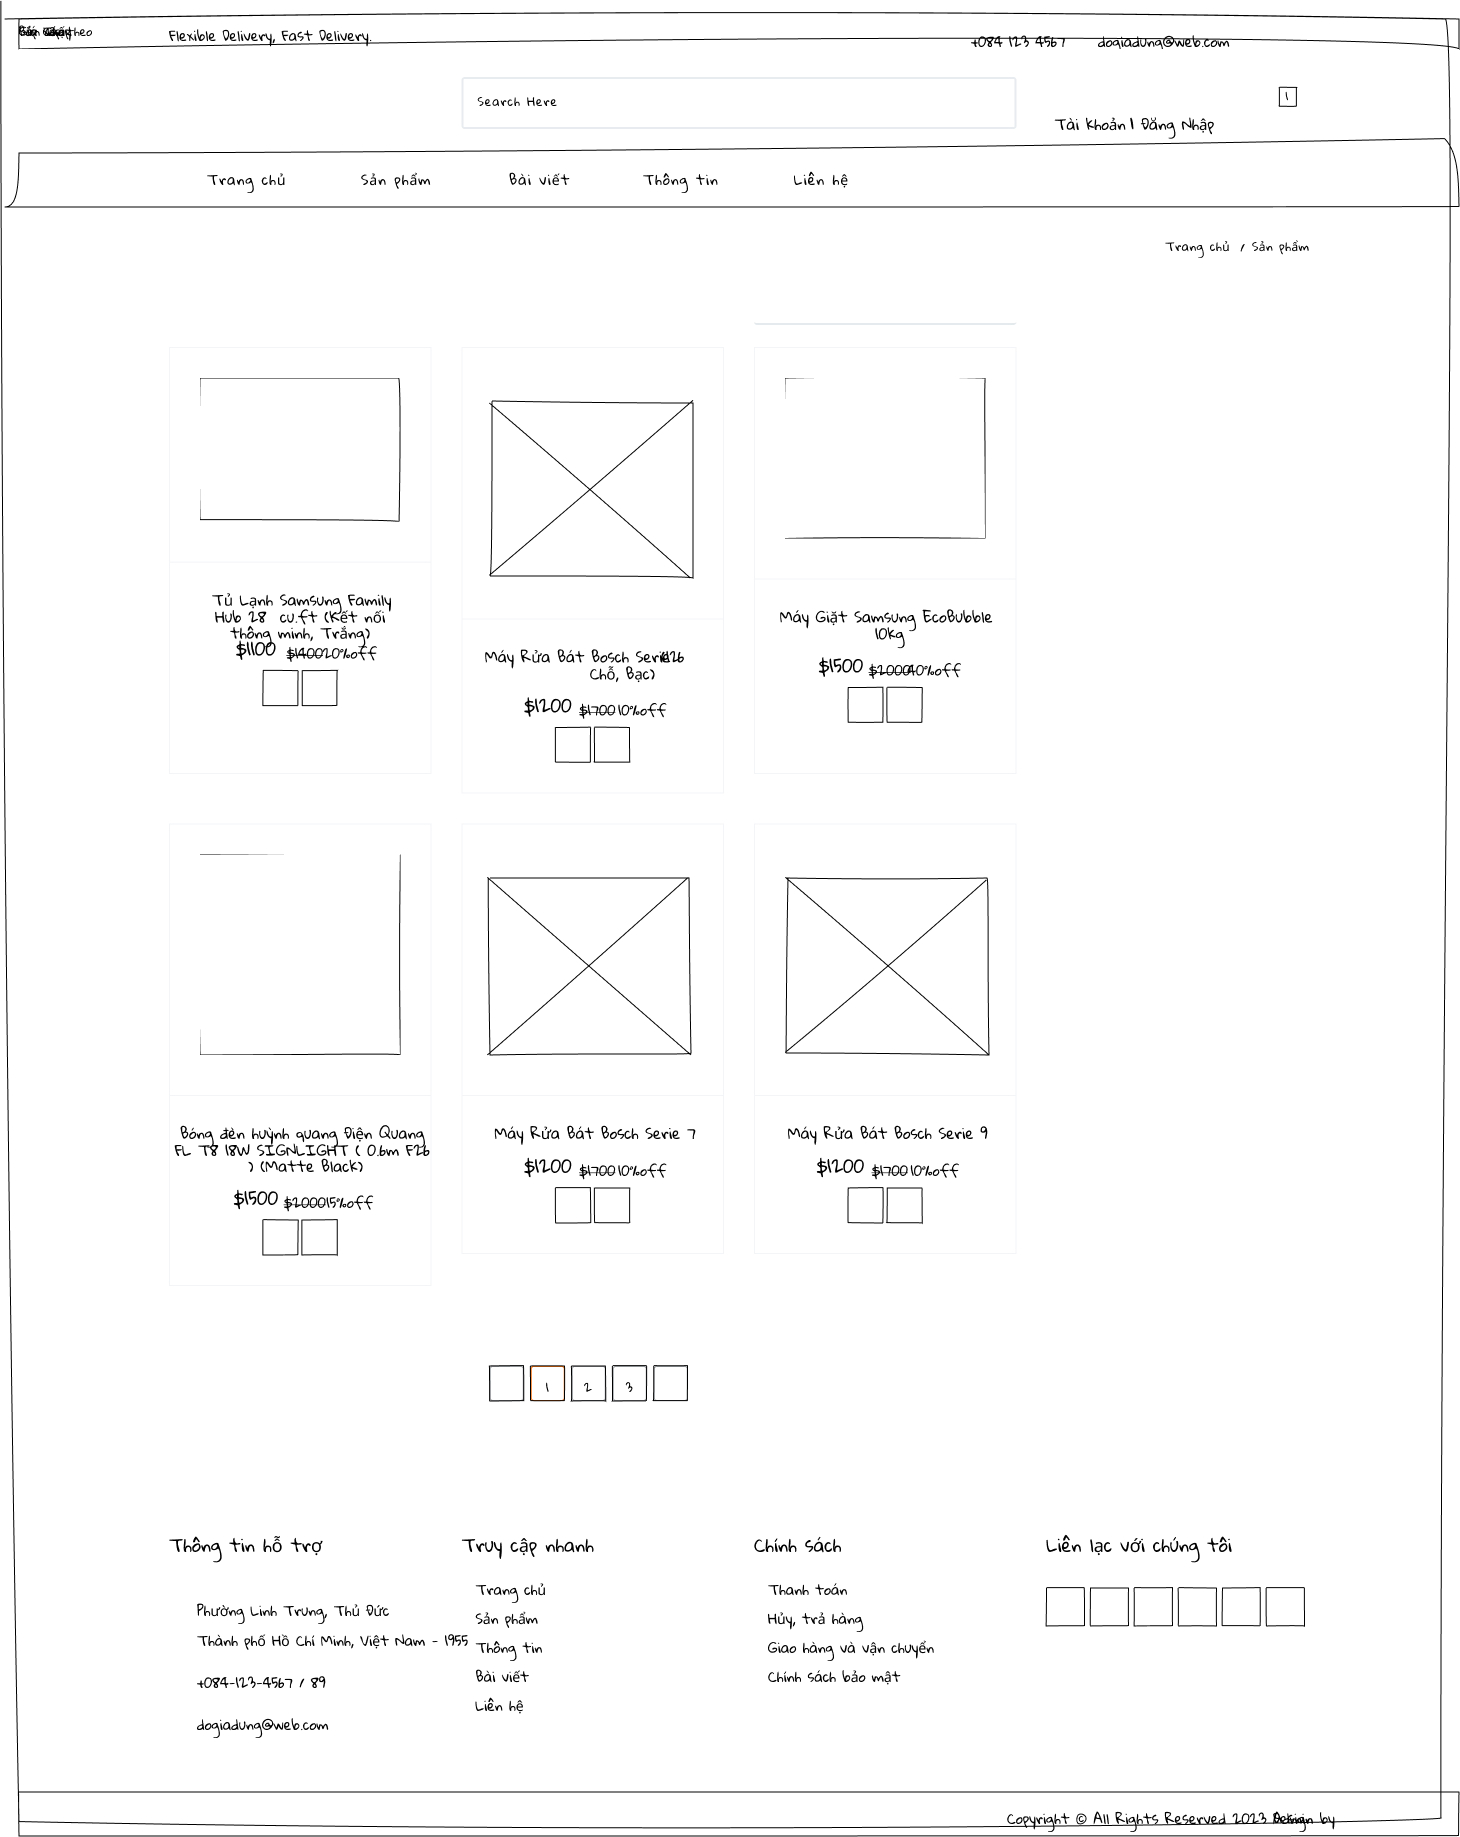 Flexible Delivery, Fast Delivery.
+084 123 4567 dogiadung@web.com
Search Here
1
Tài khoản | Đăng Nhập
Trang chủ Sản phẩm Bài viết Thông tin Liên hệ
Trang chủ / Sản phẩm
Tủ Lạnh Samsung Family
Hub 28 cu.ft (Kết nối
thông minh, Trắng)
$1100 $1400 20%off
Máy Rửa Bát Bosch
Chỗ, Bạc)
$1200 $1700 10%off
Máy Giặt Samsung EcoBubble
10kg
$1500 $2000 40%off
Bóng đèn huỳnh quang Điện Quang
FL T8 18W SIGNLIGHT ( 0.6m F26
) (Matte Black)
$1500 $2000 15%off
Máy Rửa Bát Bosch Serie 7
$1200 $1700 10%off
Máy Rửa Bát Bosch Serie 9
$1200 $1700 10%off
1 2 3
Thông tin hỗ trợ
Phường Linh Trung, Thủ Đức
Thành phố Hồ Chí Minh, Việt Nam - 1955
+084-123-4567 / 89
dogiadung@web.com
Truy cập nhanh
Trang chủ
Sản phẩm
Thông tin
Bài viết
Liên hệ
Chính sách
Thanh toán
Hủy, trả hàng
Giao hàng và vận chuyển
Chính sách bảo mật
Liên lạc với chúng tôi
Copyright © All Rights Reserved 2023 by